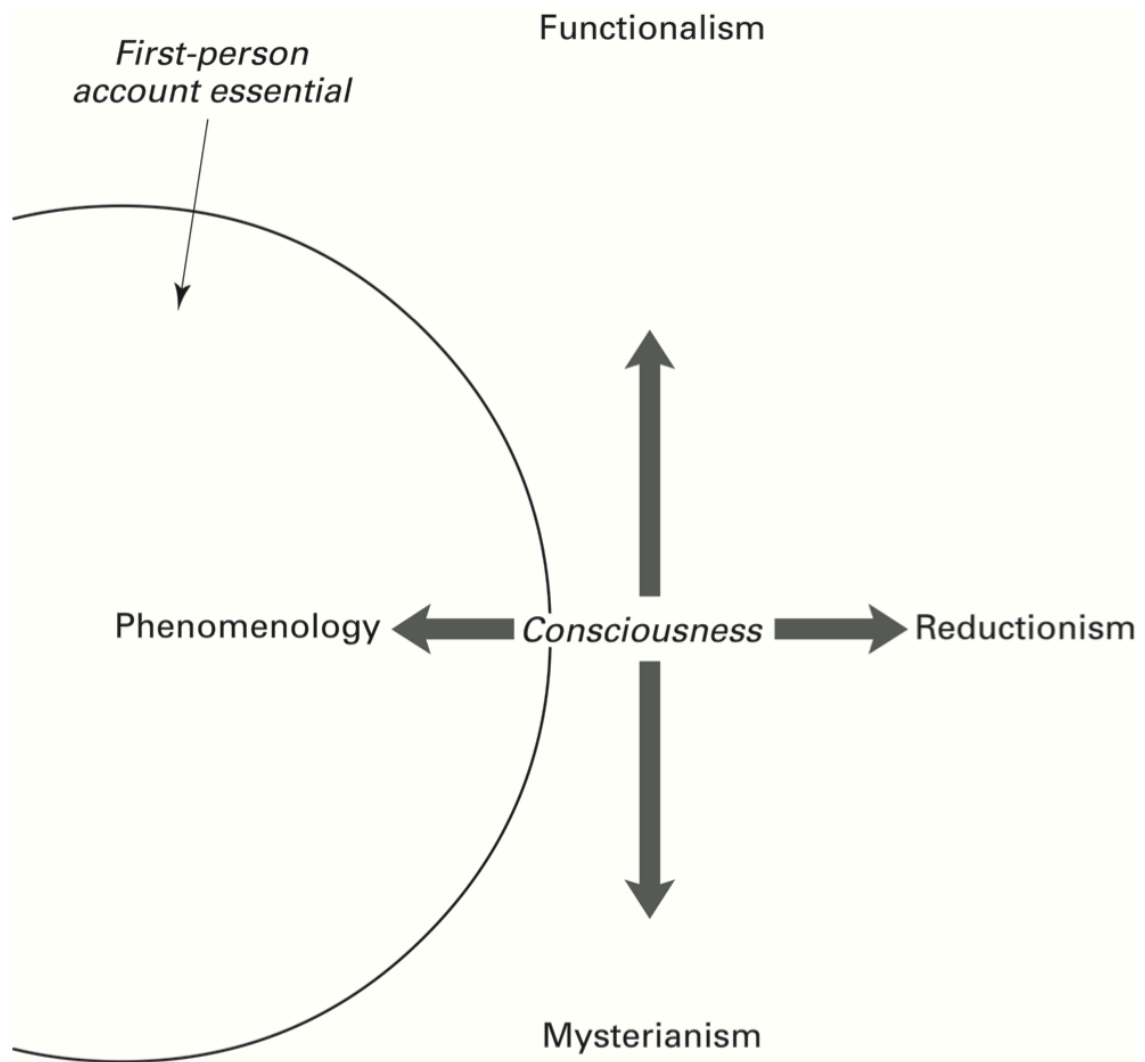 Functionalism
First-person
account essential
Phenomenology
Consciousness
Reductionism
Mysterianism